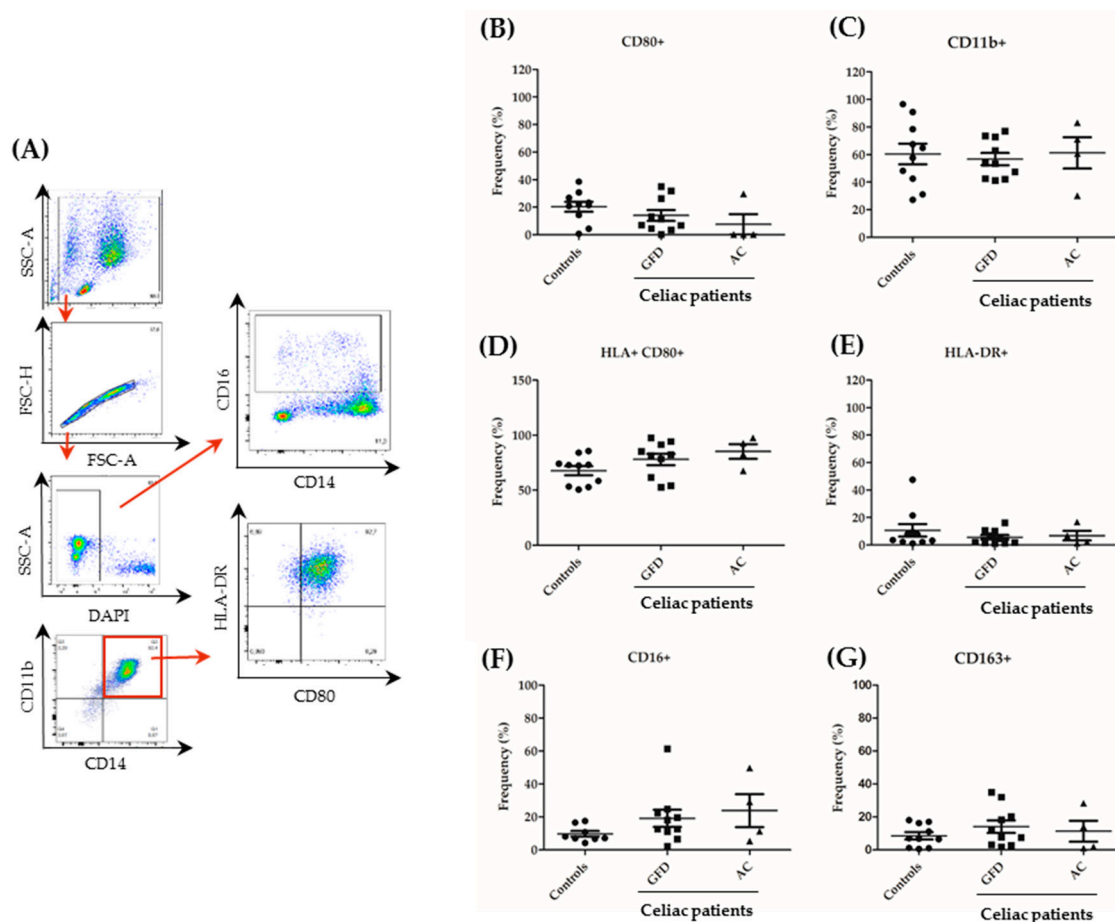 (A)
SSC-A
FSC-H
FSC-A
SSC-A
DAPI
CD11b
CD14
CD16
CD14
HLA-DR
CD80
(B)
CD80+
Frequency (%)
120
100
80
60
40
20
0
Controls
GFD
AC
Celiac patients
(C)
CD11b+
Frequency (%)
120
100
80
60
40
20
0
Controls
GFD
AC
Celiac patients
(D)
HLA+ CD80+
Frequency (%)
150
100
50
0
Controls
GFD
AC
Celiac patients
(E)
HLA-DR+
Frequency (%)
120
100
80
60
40
20
0
Controls
GFD
AC
Celiac patients
(F)
CD16+
Frequency (%)
100
80
60
40
20
0
Controls
GFD
AC
Celiac patients
(G)
CD163+
Frequency (%)
100
80
60
40
20
0
Controls
GFD
AC
Celiac patients